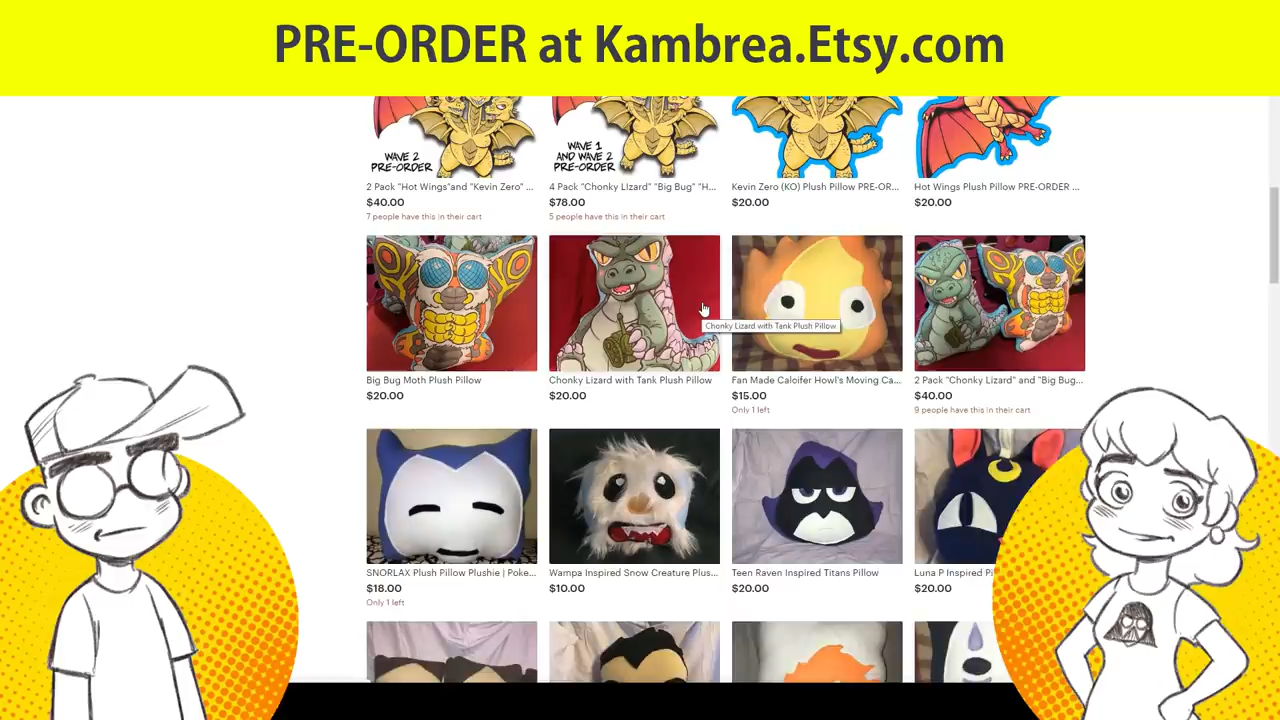 PRE-ORDER at Kambrea.Etsy.com
WAVE 2
PRE-ORDER
WAVE 1
AND WAVE 2
PRE-ORDER
2 Pack "Hot Wings"and "Kevin Zero" ...
4 Pack "Chonky LIzard" "Big Bug" "H...
Kevin Zero (KO) Plush Pillow PRE-OR...
Hot Wings Plush Pillow PRE-ORDER ...
$40.00
$78.00
$20.00
$20.00
7 people have this in their cart
5 people have this in their cart
Chonky Lizard with Tank Plush Pillow
Big Bug Moth Plush Pillow
Chonky Lizard with Tank Plush Pillow
Fan Made Calcifer Howl's Moving Ca...
2 Pack "Chonky Lizard" and "Big Bug...
$20.00
$20.00
$15.00
$40.00
Only 1 left
9 people have this in their cart
SNORLAX Plush Pillow Plushie | Poke...
Wampa Inspired Snow Creature Plus...
Teen Raven Inspired Titans Pillow
Luna P Inspired Pi
$18.00
$10.00
$20.00
$20.00
Only 1 left